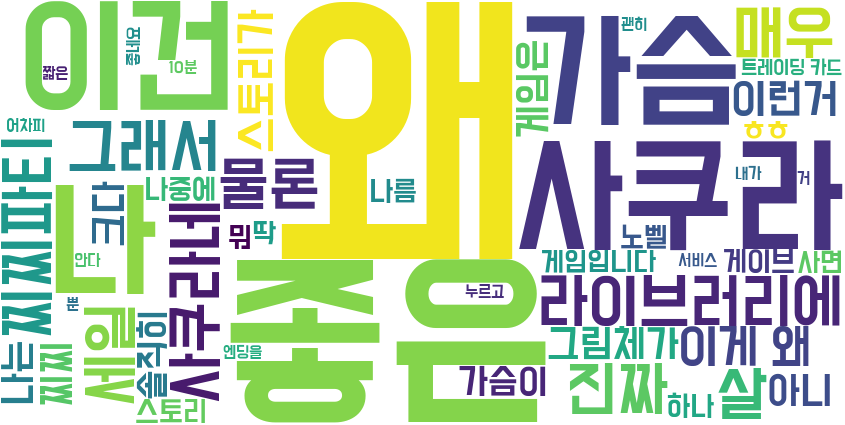 이건
좋네여
짧은
10분
스토리가
왜
게임은
가슴
괜히
매우
트레이딩 카드
이런거
ㅎㅎ
어차피
그래서
찌찌파티
나
크다
나중에
물론
나름
사쿠라
내가
거
뭐
딱
노벨
안다
사쿠라네
게임입니다
서비스
게이브
사면
뿐
세일
좋은
누르고
라이브러리에
나는
찌찌
솔직히
엔딩을
그림체가
이게 왜
스토리
가슴이
진짜
하나
살
아니